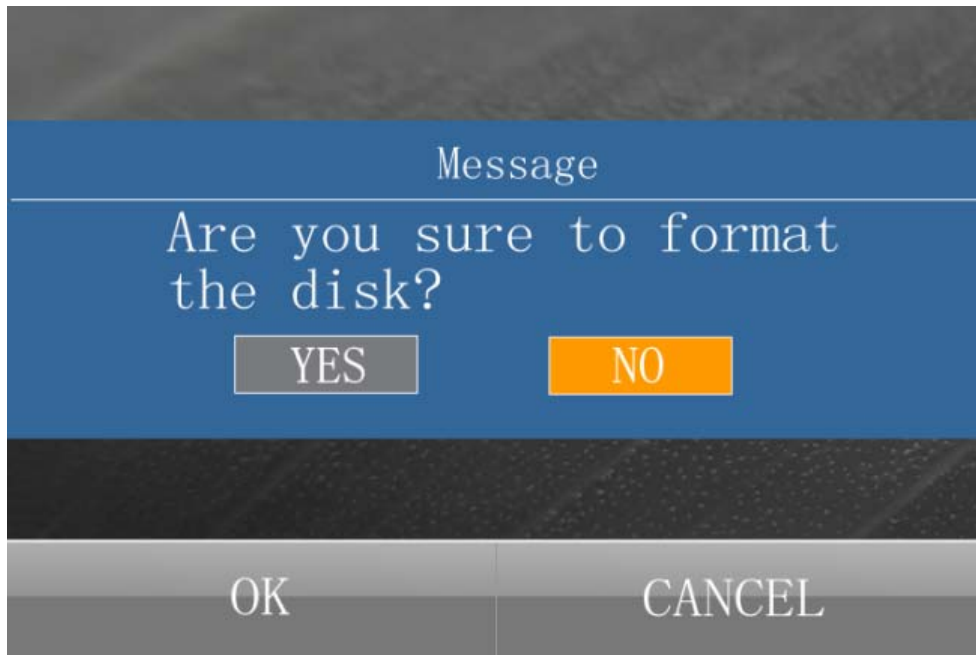 Message
Are you sure to format
the disk?
YES NO
OK CANCEL